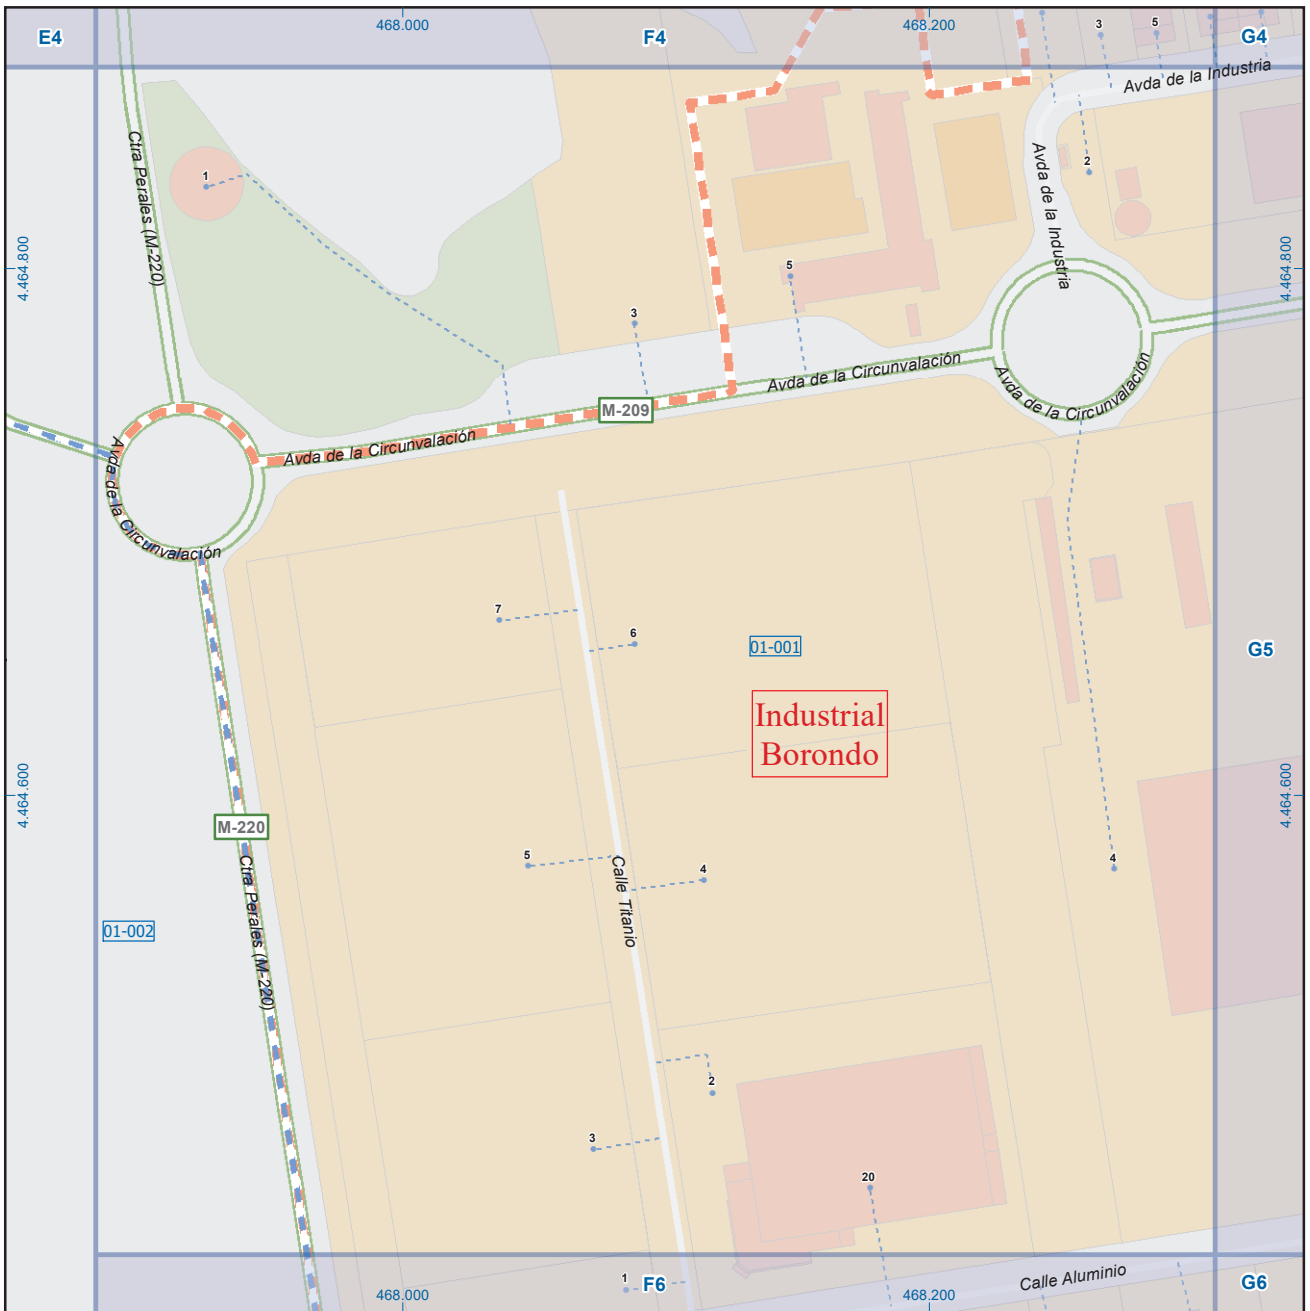 E4
468.000
F4
468.200
3
5
G4
Avda de la Industria
Ctra Perales (M-220)
1
Avda de la Industria
2
4.464.800
5
4.464.800
3
Avda de la Circunvalación
Avda de la Circunvalación
M-209
Avda de la Circunvalación
Avda de la Circunvalación
7
6
01-001
G5
Industrial
Borondo
4.464.600
4.464.600
M-220
5
Calle Titanio
4
4
Ctra Perales (M-220)
01-002
2
3
20
1
F6
Calle Aluminio
G6
468.000
468.200